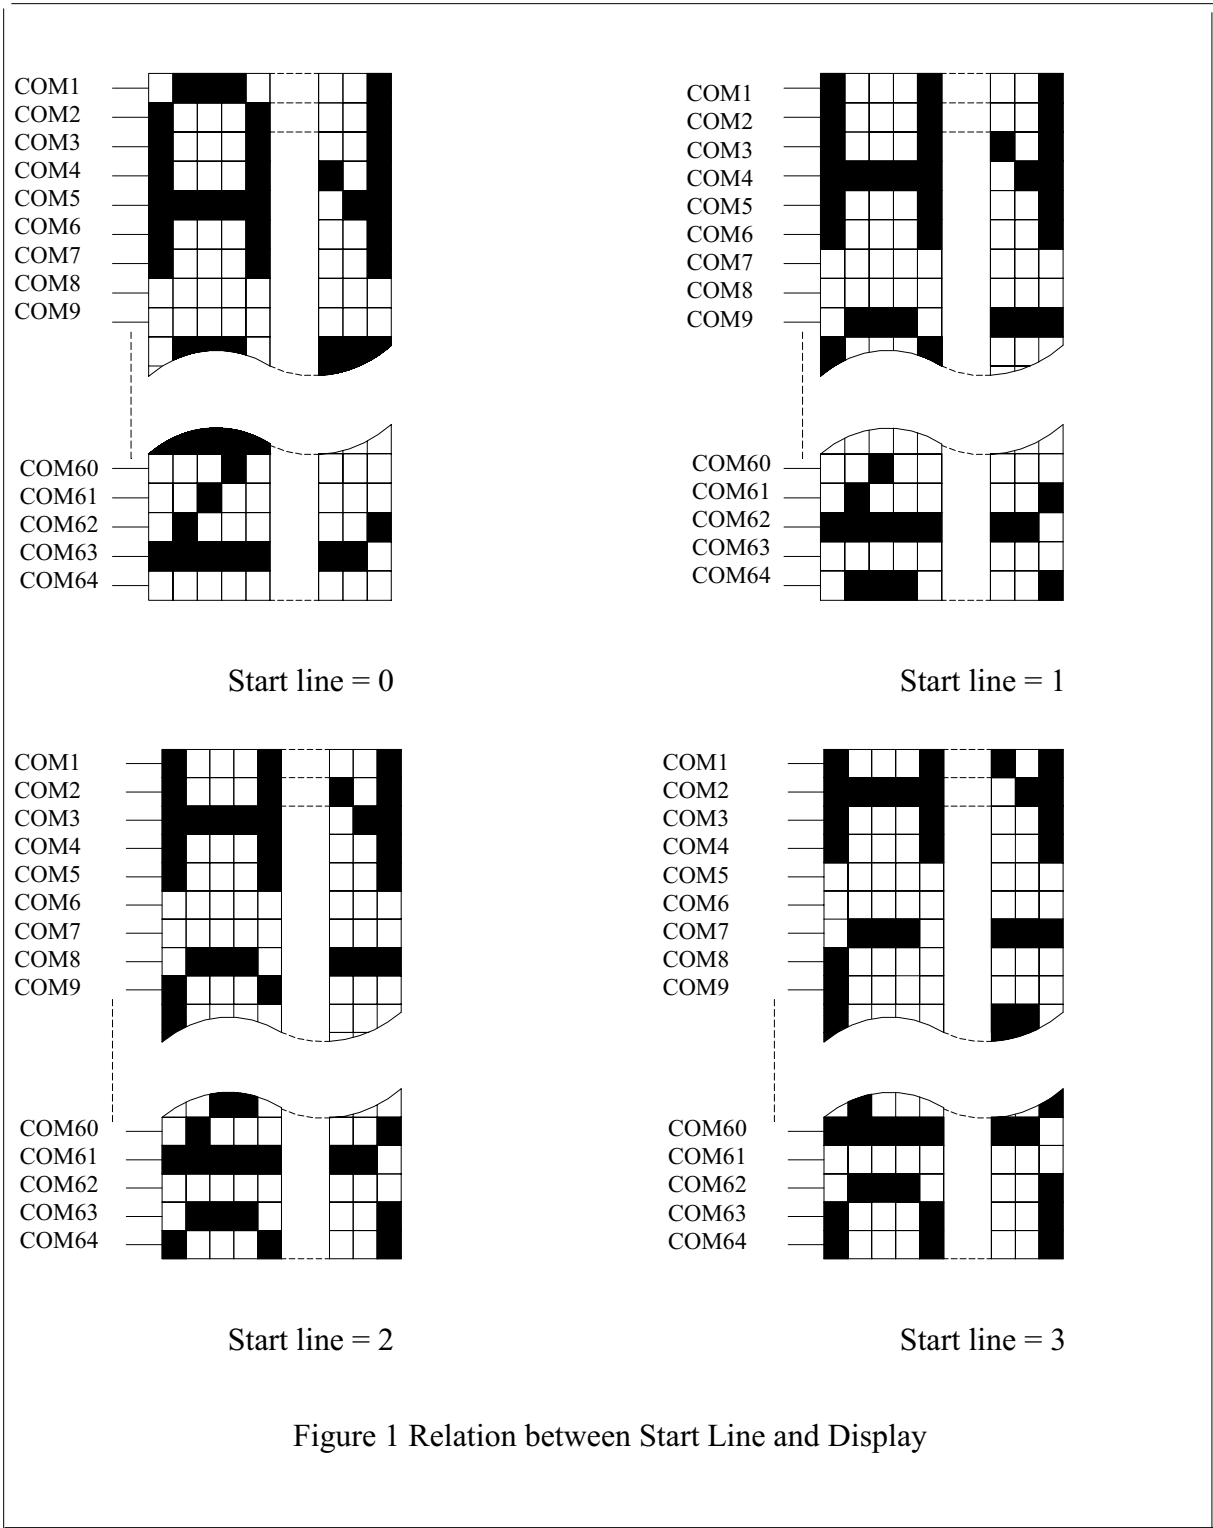 COM1
COM2
COM3
COM4
COM5
COM6
COM7
COM8
COM9
COM60
COM61
COM62
COM63
COM64
Start line = 0
COM1
COM2
COM3
COM4
COM5
COM6
COM7
COM8
COM9
COM60
COM61
COM62
COM63
COM64
Start line = 1
COM1
COM2
COM3
COM4
COM5
COM6
COM7
COM8
COM9
COM60
COM61
COM62
COM63
COM64
Start line = 2
COM1
COM2
COM3
COM4
COM5
COM6
COM7
COM8
COM9
COM60
COM61
COM62
COM63
COM64
Start line = 3
Figure 1 Relation between Start Line and Display